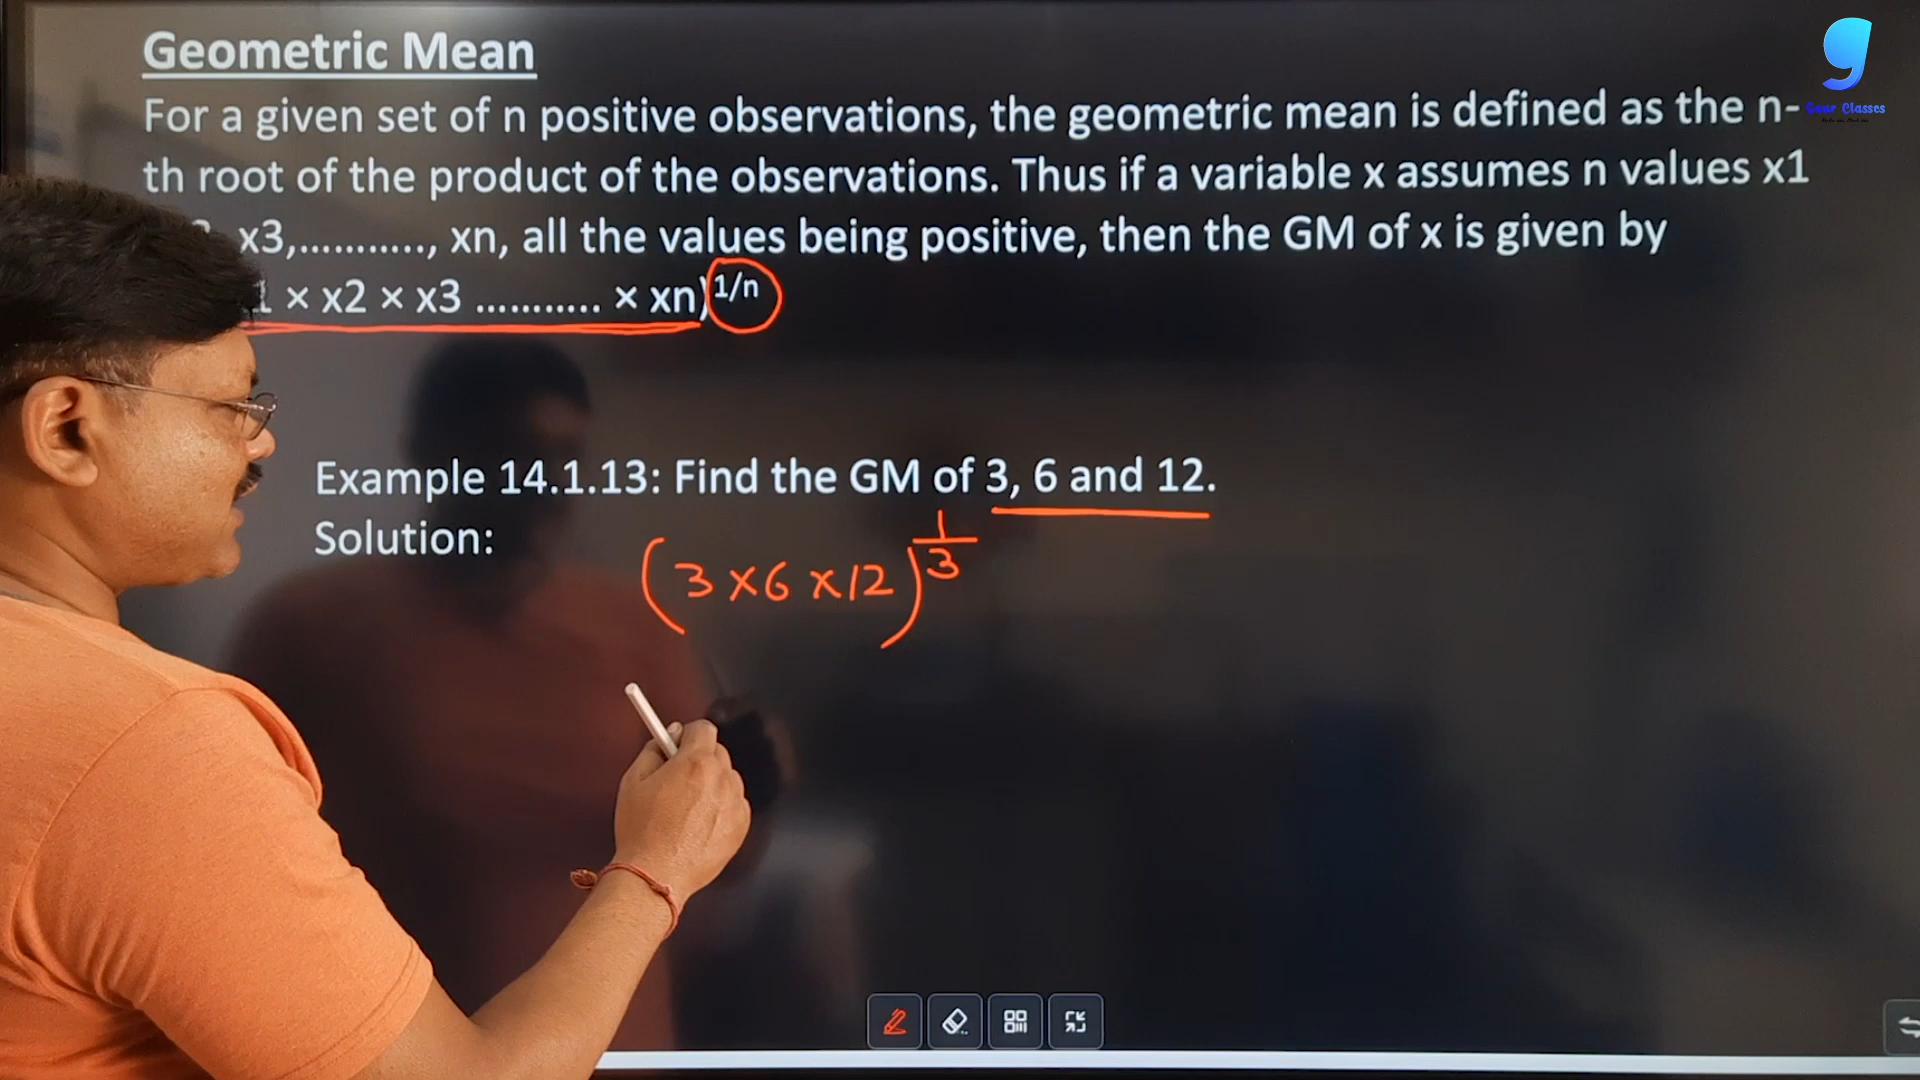 Geometric Mean
For a given set of n positive observations, the geometric mean is defined as the n-
th root of the product of the observations. Thus if a variable x assumes n values x1
x3,..........., xn, all the values being positive, then the GM of x is given by
× x2 × x3 ........... × xn)1/n
Example 14.1.13: Find the GM of 3, 6 and 12.
Solution:
(3×6×12)^1/3
g
Gour Classes